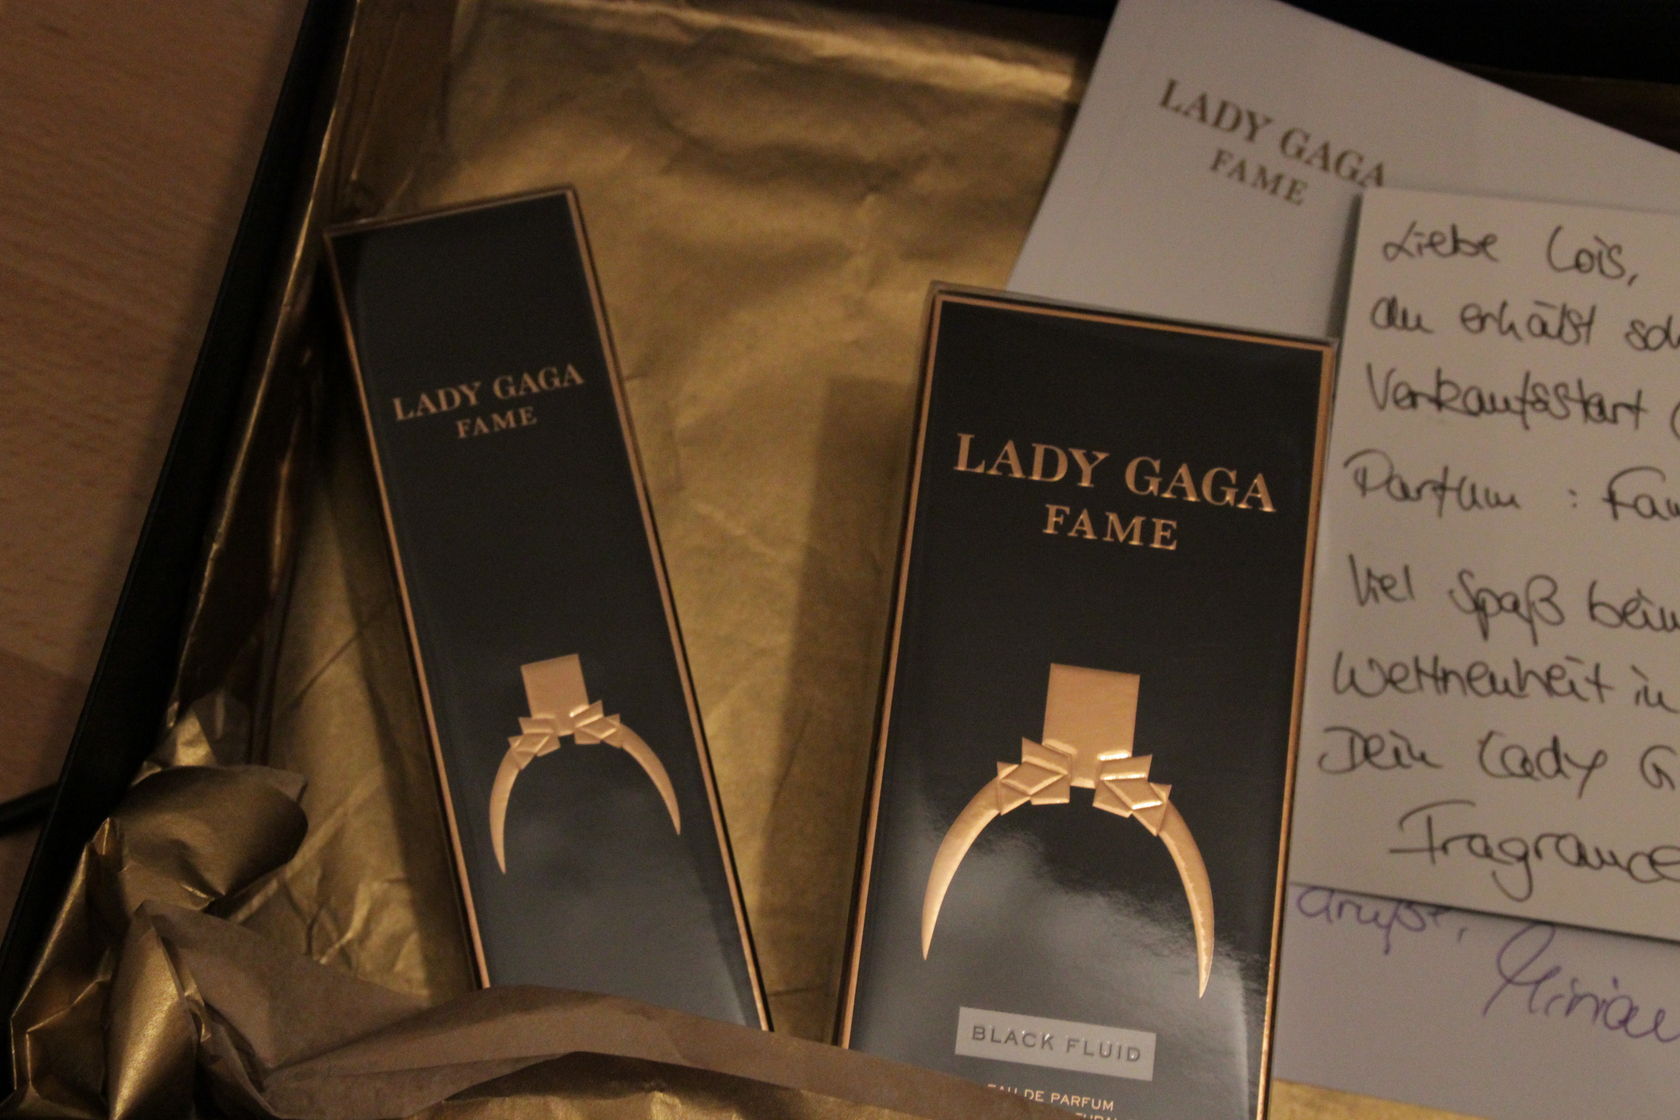 LADY GAGA
FAME
LADY GAGA
FAME
LADY GAGA
FAME
BLACK FLUID
EAU DE PARFUM
Liebe Lois,
du erhältst
Verkaufsstart
Parfum :
Viel Spaß beim
Weltneuheit in
Dein Lady G
Fragrance